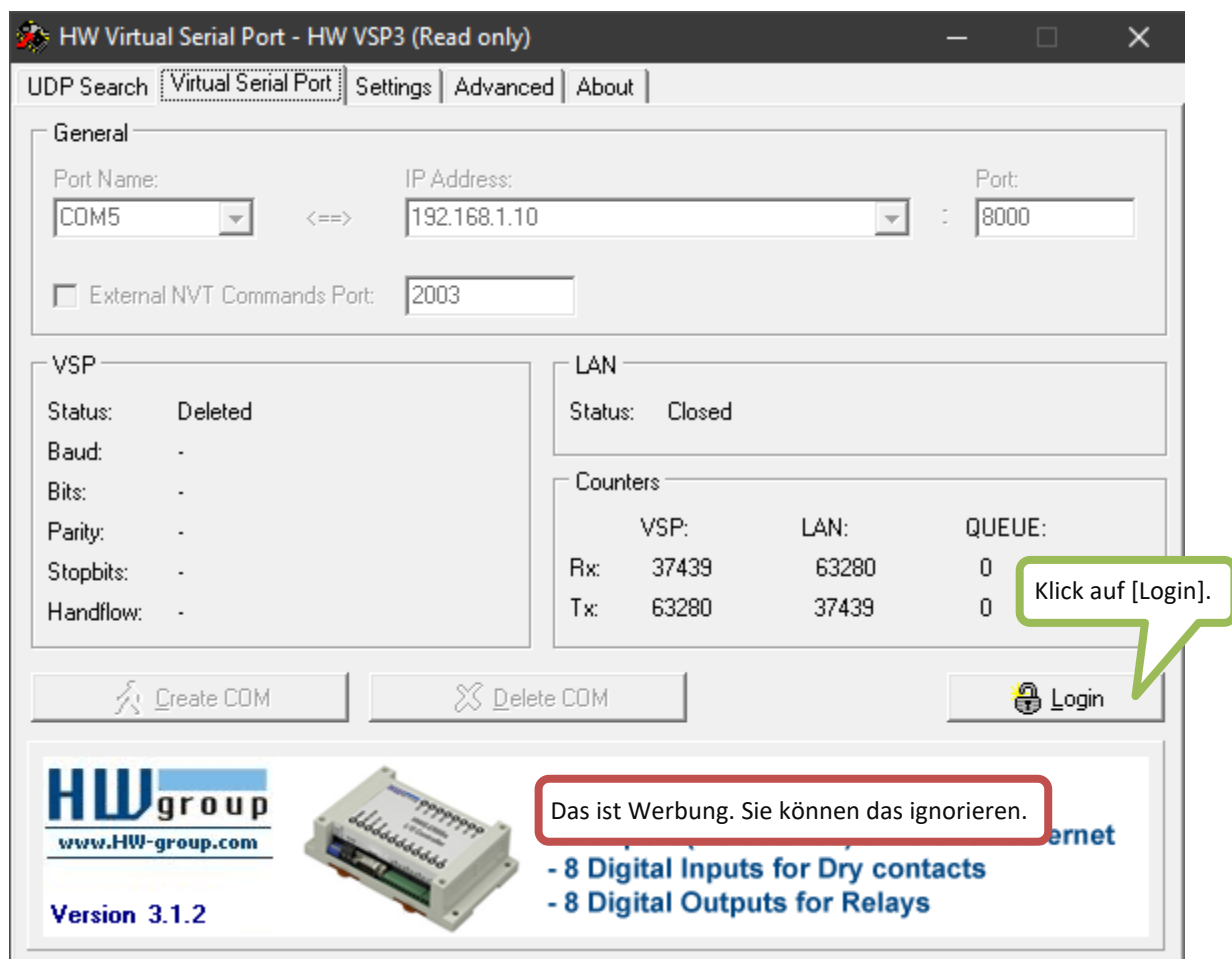 HW Virtual Serial Port - HW VSP3 (Read only)
UDP Search Virtual Serial Port Settings Advanced About
General
Port Name: IP Address: Port:
COM5 <==> 192.168.1.10 : 8000
External NVT Commands Port: 2003
VSP
Status: Deleted
Baud: -
Bits: -
Parity: -
Stopbits: -
Handflow: -
LAN
Status: Closed
Counters
VSP: LAN: QUEUE:
Rx: 37439 63280 0
Tx: 63280 37439 0
Klick auf [Login].
Create COM Delete COM Login
HW group
www.HW-group.com
Version 3.1.2
Das ist Werbung. Sie können das ignorieren.
- 8 Digital Inputs for Dry contacts
- 8 Digital Outputs for Relays